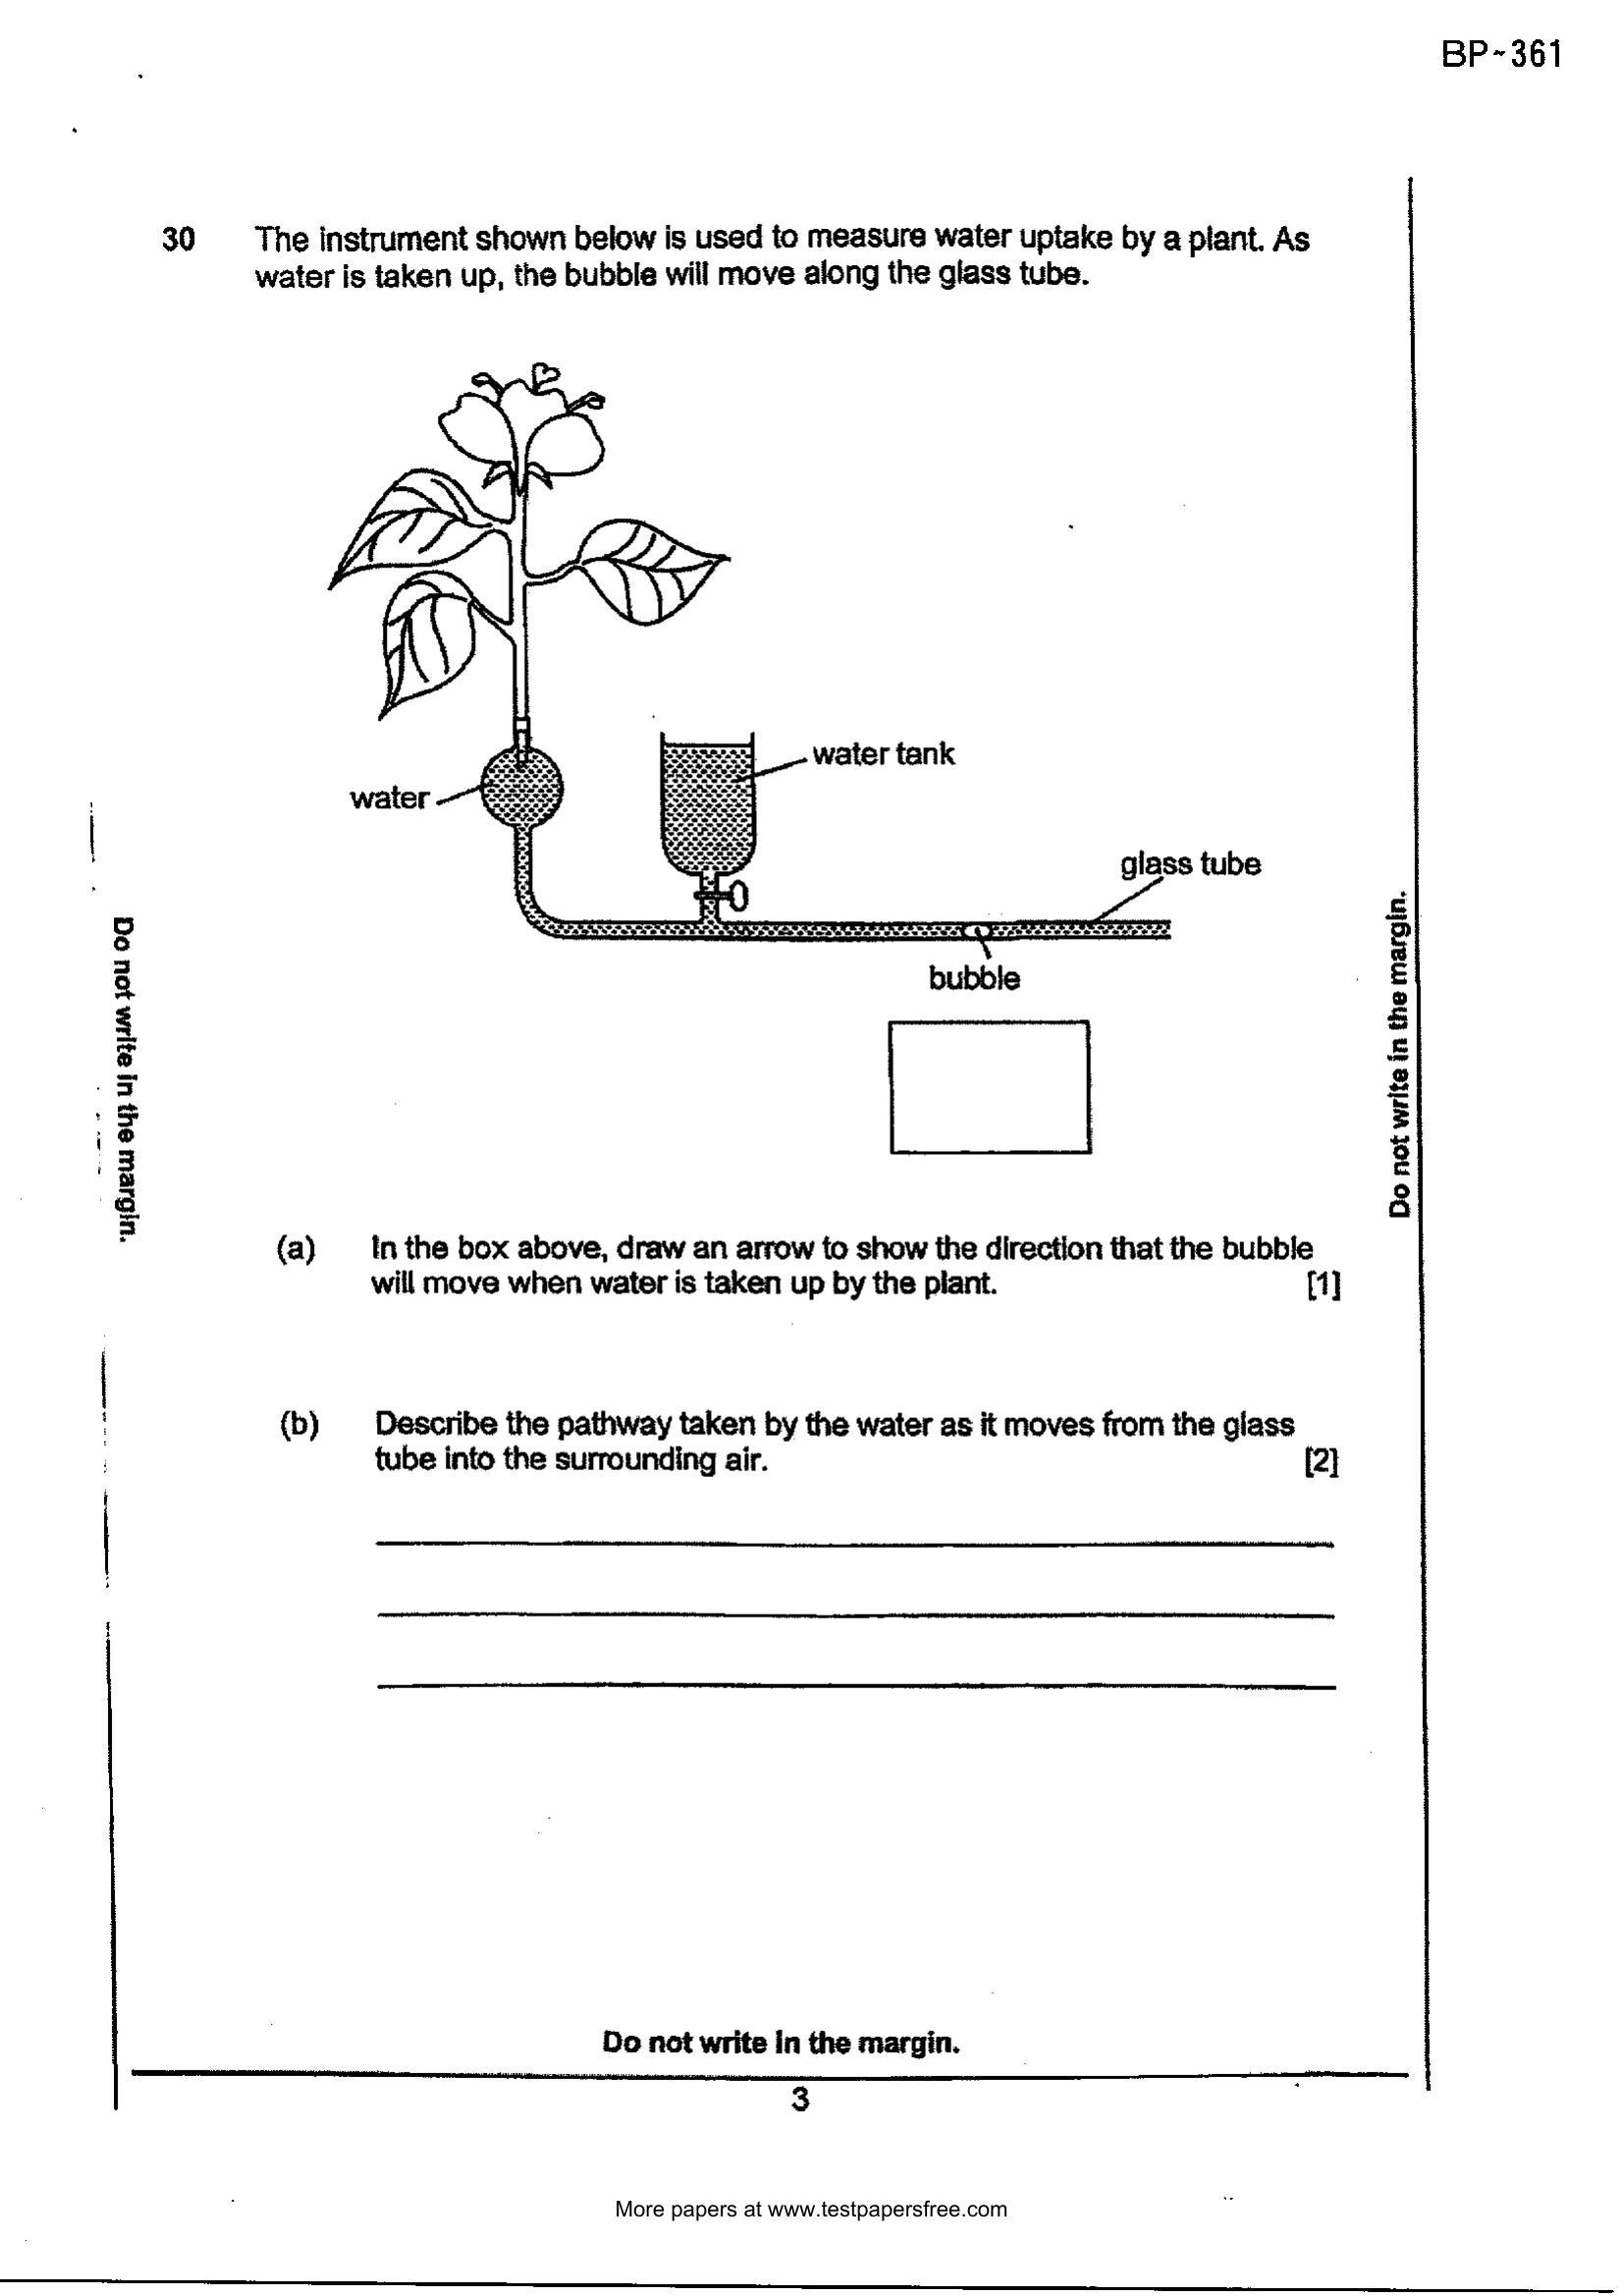 BP-361
30 The instrument shown below is used to measure water uptake by a plant. As
water is taken up, the bubble will move along the glass tube.
water tank
water
glass tube
bubble
Do not write in the margin.
Do not write in the margin.
(a) In the box above, draw an arrow to show the direction that the bubble
will move when water is taken up by the plant. [1]
(b) Describe the pathway taken by the water as it moves from the glass
tube into the surrounding air. [2]
Do not write in the margin.
3
More papers at www.testpapersfree.com